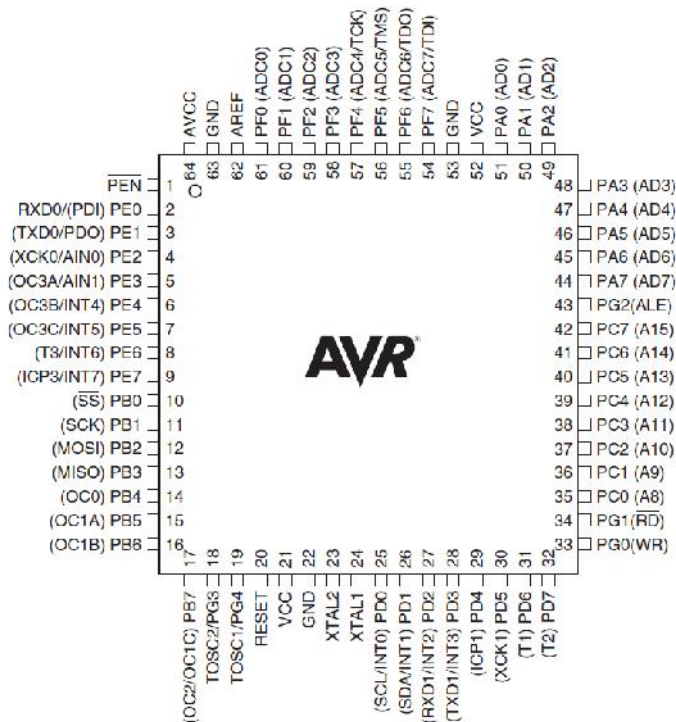 AVCC
GND
AREF
PF0 (ADC0)
PF1 (ADC1)
PF2 (ADC2)
PF3 (ADC3)
PF4 (ADC4/TCK)
PF5 (ADC5/TMS)
PF6 (ADC6/TDO)
PF7 (ADC7/TDI)
GND
VCC
PA0 (AD0)
PA1 (AD1)
PA2 (AD2)
64 63 62 61 60 59 58 57 56 55 54 53 52 51 50 49
PEN 1
RXD0/(PDI) PE0 2
(TXD0/PDO) PE1 3
(XCK0/AIN0) PE2 4
(OC3A/AIN1) PE3 5
(OC3B/INT4) PE4 6
(OC3C/INT5) PE5 7
(T3/INT6) PE6 8
(ICP3/INT7) PE7 9
(SS) PB0 10
(SCK) PB1 11
(MOSI) PB2 12
(MISO) PB3 13
(OC0) PB4 14
(OC1A) PB5 15
(OC1B) PB6 16
AVR®
48 PA3 (AD3)
47 PA4 (AD4)
46 PA5 (AD5)
45 PA6 (AD6)
44 PA7 (AD7)
43 PG2(ALE)
42 PC7 (A15)
41 PC6 (A14)
40 PC5 (A13)
39 PC4 (A12)
38 PC3 (A11)
37 PC2 (A10)
36 PC1 (A9)
35 PC0 (A8)
34 PG1(RD)
33 PG0(WR)
17 18 19 20 21 22 23 24 25 26 27 28 29 30 31 32
(OC2/OC1C) PB7
TOSC2/PG3
TOSC1/PG4
RESET
VCC
GND
XTAL2
XTAL1
(SCL/INT0) PD0
(SDA/INT1) PD1
(RXD1/INT2) PD2
(TXD1/INT3) PD3
(ICP1) PD4
(XCK1) PD5
(T1) PD6
(T2) PD7